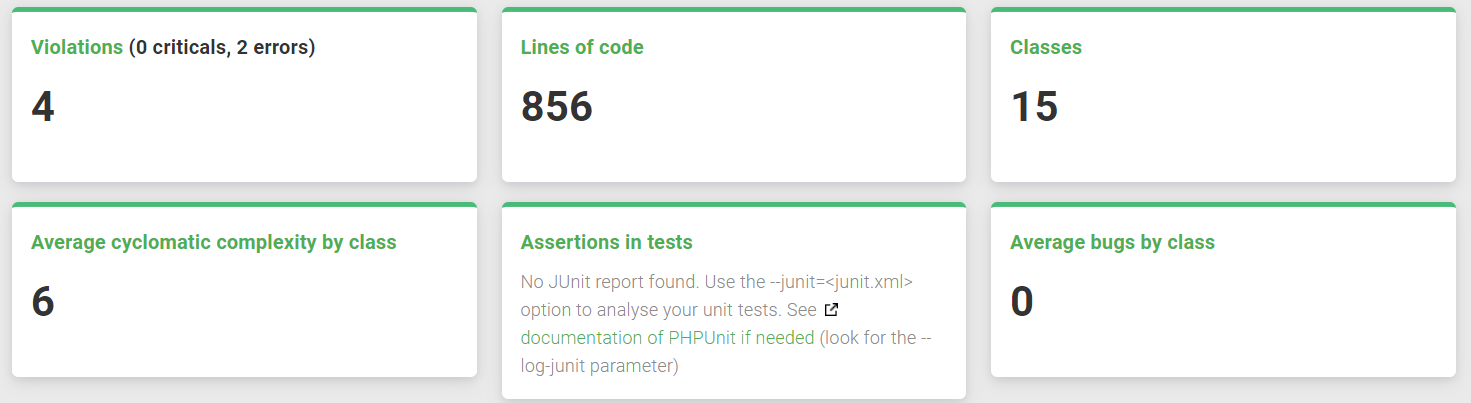 Violations (0 criticals, 2 errors)
4
Lines of code
856
Classes
15
Average cyclomatic complexity by class
6
Assertions in tests
No JUnit report found. Use the --junit=<junit.xml>
option to analyse your unit tests. See
documentation of PHPUnit if needed (look for the --
log-junit parameter)
Average bugs by class
0